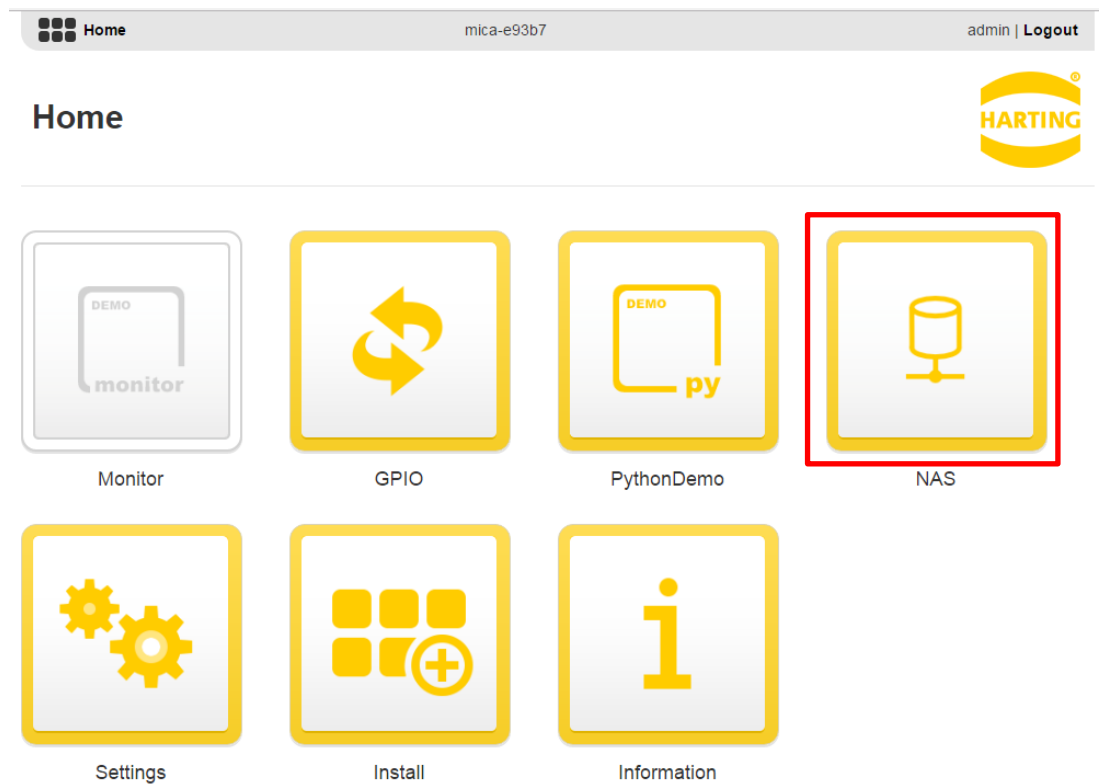 Home mica-e93b7 admin | Logout
Home
HARTING®
DEMO
monitor
DEMO
py
Monitor GPIO PythonDemo NAS
i
Settings Install Information